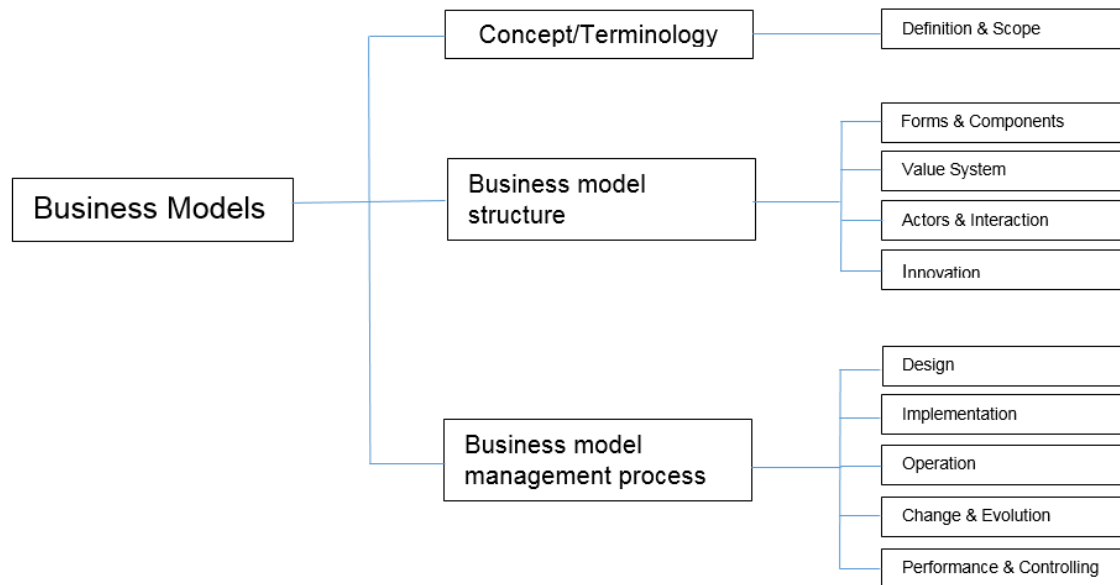 Concept/Terminology
Definition & Scope
Business Models
Business model
structure
Forms & Components
Value System
Actors & Interaction
Innovation
Business model
management process
Design
Implementation
Operation
Change & Evolution
Performance & Controlling